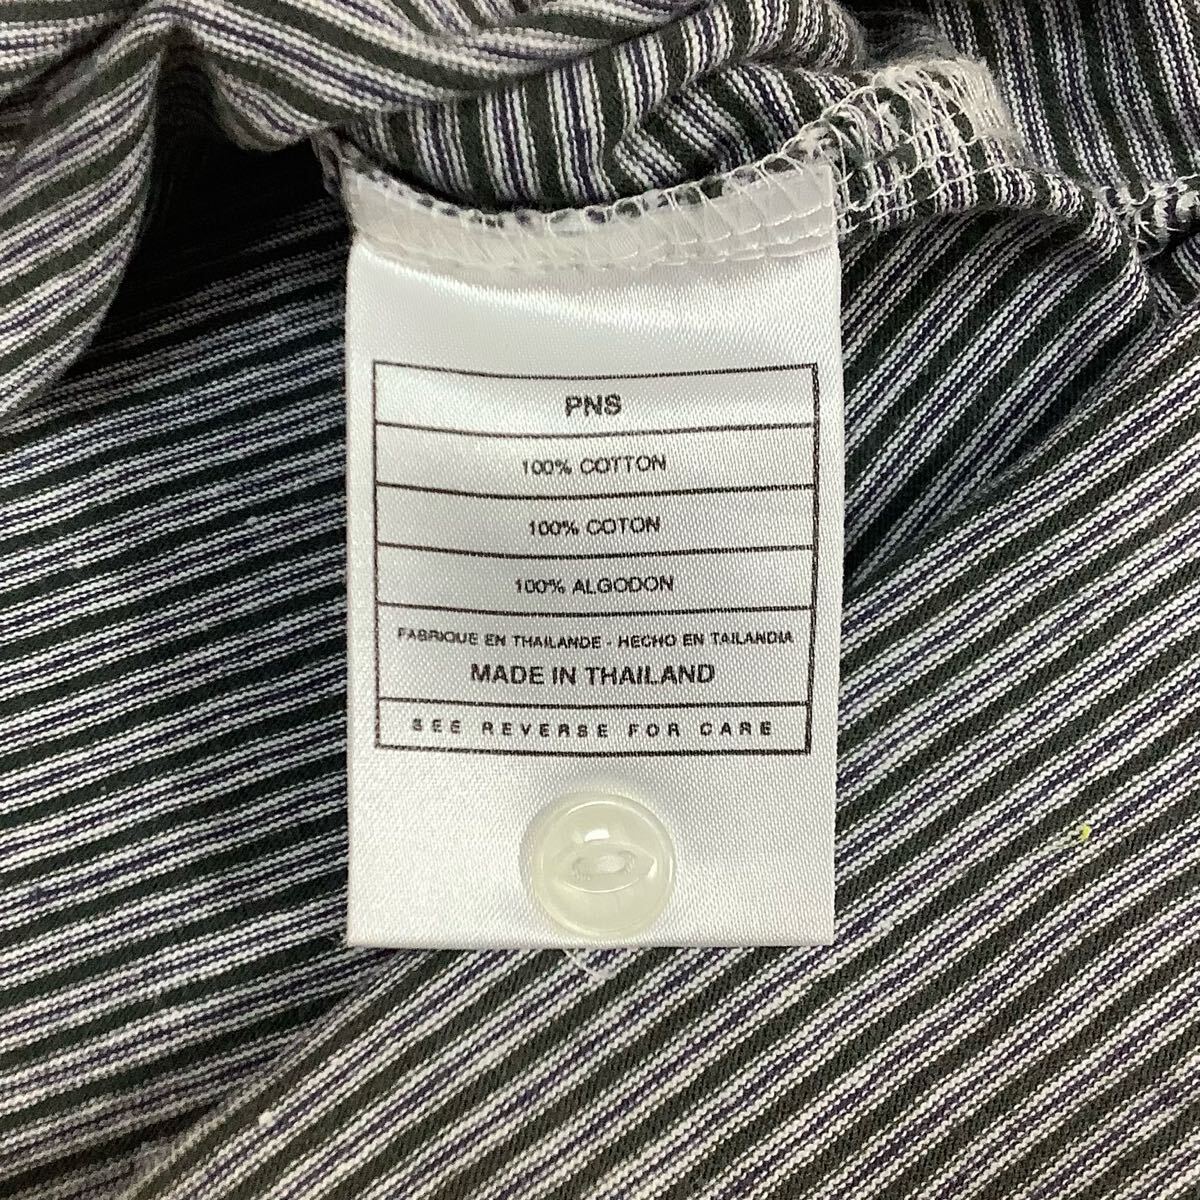 PNS
100% COTTON
100% COTON
100% ALGODON
FABRIQUE EN THAILANDE - HECHO EN TAILANDIA
MADE IN THAILAND
SEE REVERSE FOR CARE